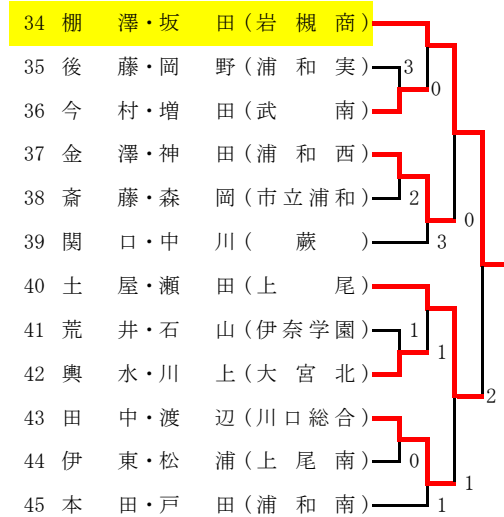 34 棚澤・坂田(岩槻商)
35 後藤・岡野(浦和実)
3
0
36 今村・増田(武南)
37 金澤・神田(浦和西)
38 斎藤・森岡(市立浦和)
2
0
39 関口・中川(蕨)
3
40 土屋・瀬田(上尾)
41 荒井・石山(伊奈学園)
1
1
1
42 輿水・川上(大宮北)
2
43 田中・渡辺(川口総合)
44 伊東・松浦(上尾南)
0
1
45 本田・戸田(浦和南)
1